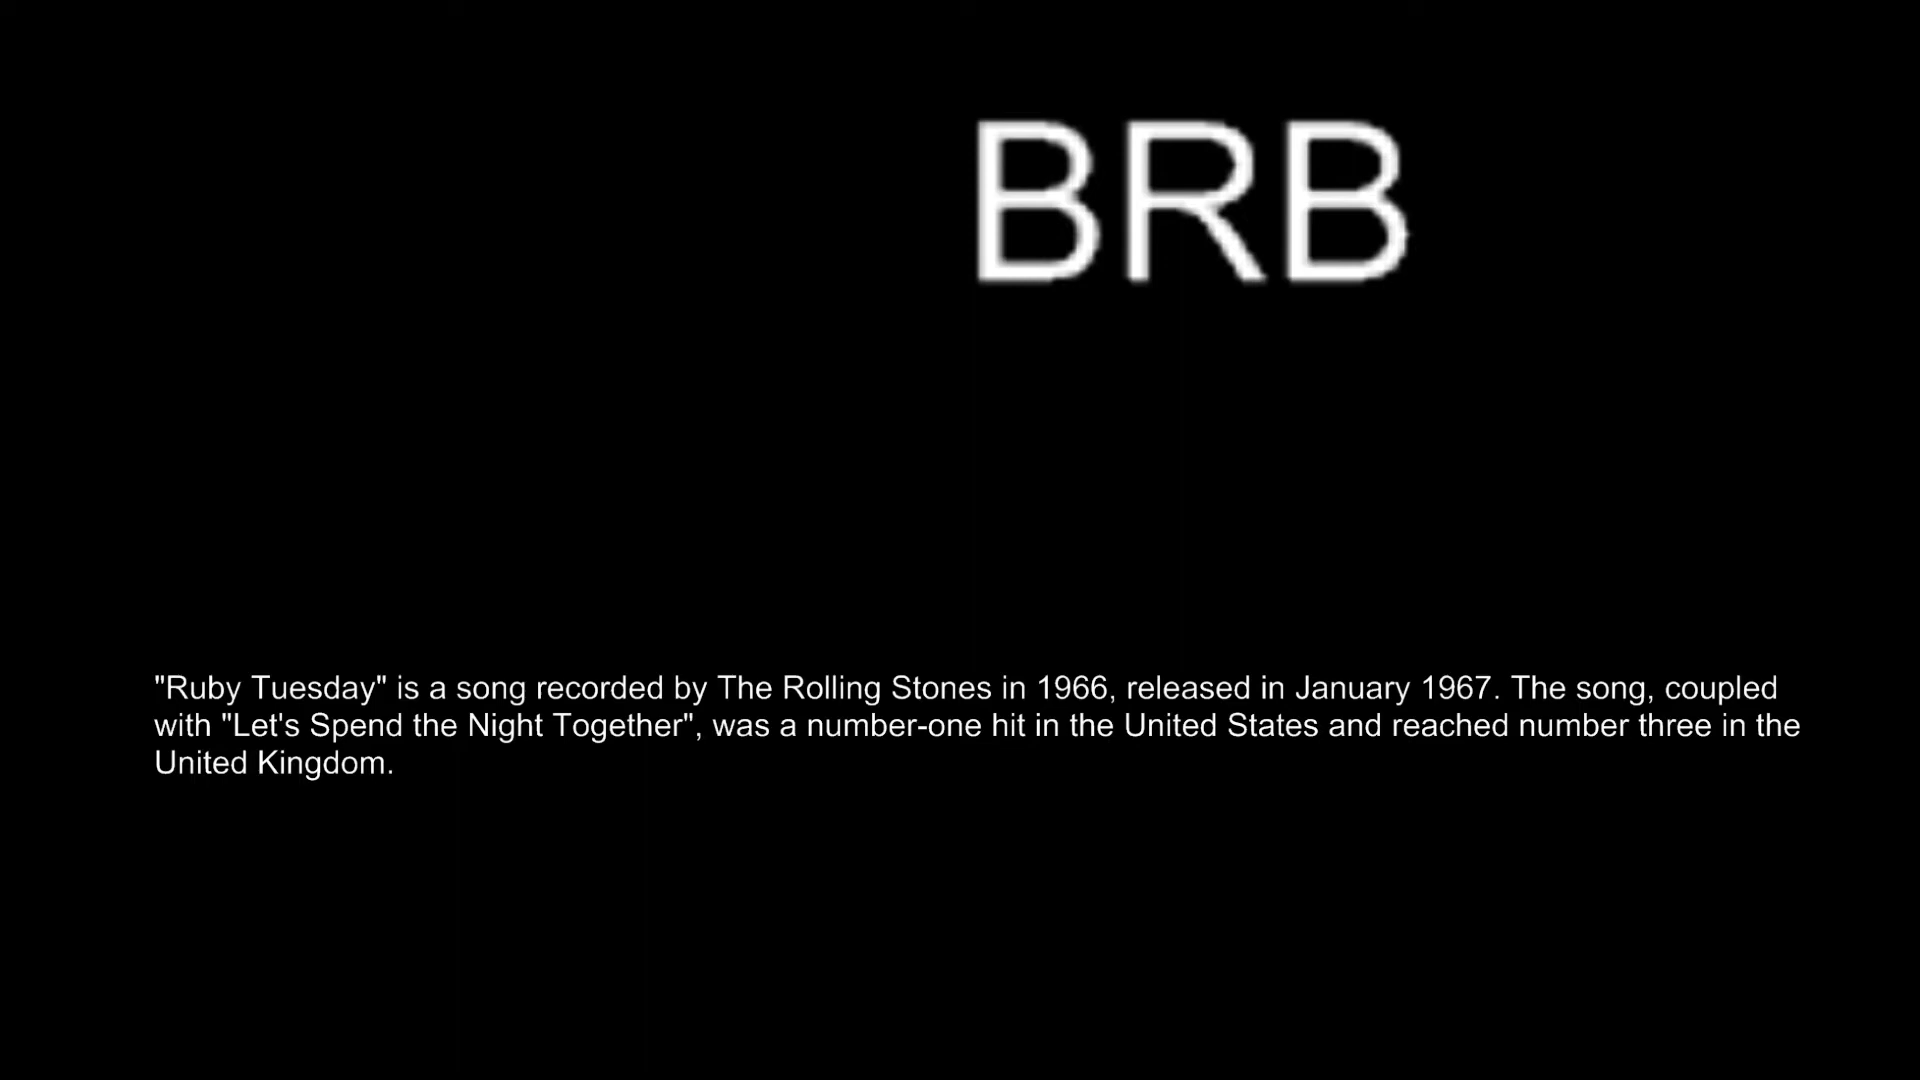 BRB
"Ruby Tuesday" is a song recorded by The Rolling Stones in 1966, released in January 1967. The song, coupled
with "Let's Spend the Night Together", was a number-one hit in the United States and reached number three in the
United Kingdom.